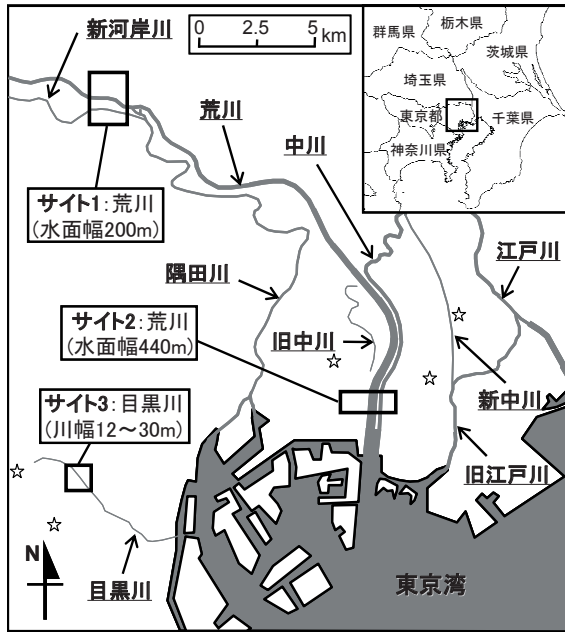 新河岸川
0 2.5 5
km
群馬県
栃木県
茨城県
埼玉県
東京都
千葉県
神奈川県
荒川
中川
サイト1:荒川
(水面幅200m)
江戸川
隅田川
サイト2:荒川
(水面幅440m)
旧中川
新中川
サイト3:目黒川
(川幅12～30m)
旧江戸川
N
目黒川
東京湾